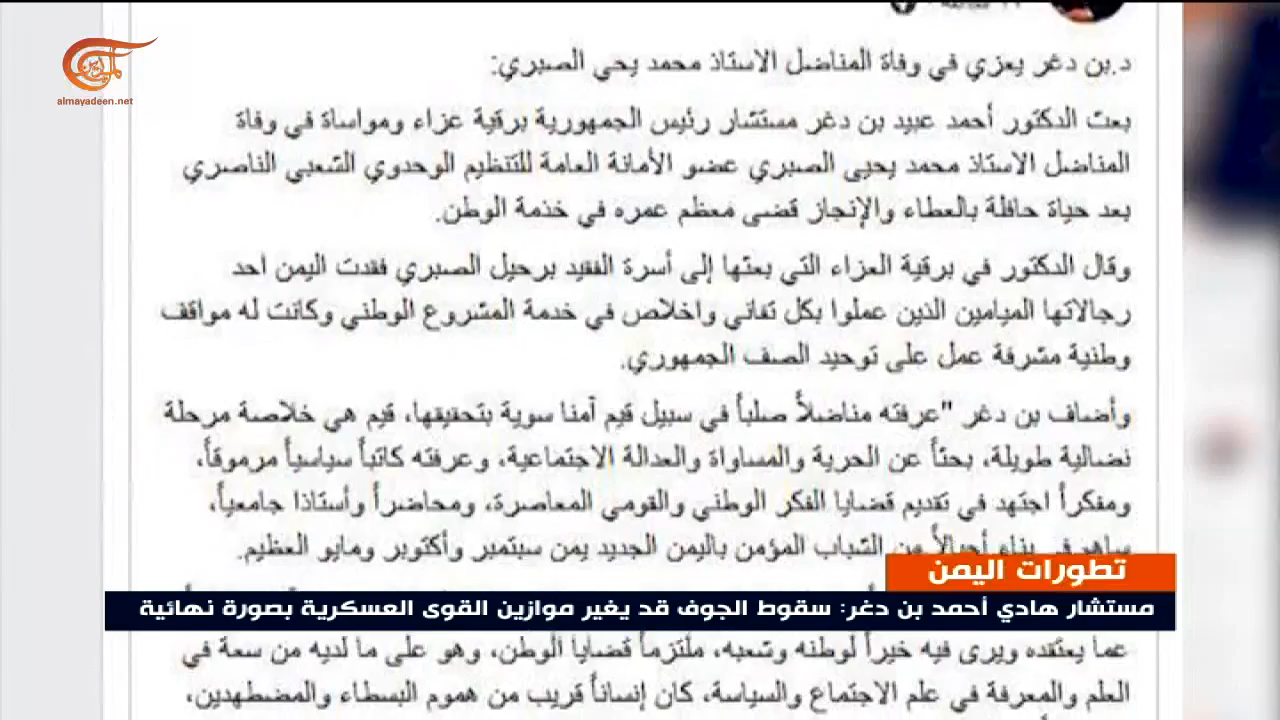 almayadeen.net
د.بن دغر يعزي في وفاة المناضل الاستاذ محمد يحي الصبري:
بعث الدكتور أحمد عبيد بن دغر مستشار رئيس الجمهورية برقية عزاء ومواساة في وفاة
المناضل الاستاذ محمد يحيى الصبري عضو الأمانة العامة للتنظيم الوحدوي الشعبي الناصري
بعد حياة حافلة بالعطاء والإنجاز قضى معظم عمره في خذمة الوطن.
وقال الدكتور في برقية العزاء التي بعثها إلى أسرة الفقيد برحيل الصبري فقدت اليمن احد
رجالاتها الميامين الذين عملوا بكل تفاني واخلاص في خدمة المشروع الوطني وكانت له مواقف
وطنية مشرفة عمل على توحيد الصف الجمهوري.
وأضاف بن دغر "عرفته مناضلاً صلباً في سبيل قيم آمنا سوية بتحقيقها، قيم هي خلاصة مرحلة
نضالية طويلة، بحثاً عن الحرية والمساواة والعدالة الاجتماعية، وعرفته كاتباً سياسياً مرموقاً،
ومفكراً اجتهد في تقديم قضايا الفكر الوطني والقومي المعاصرة، ومحاضراً وأستاذا جامعياً،
ساهم في بناء أجيالاً من الشباب المؤمن باليمن الجديد يمن سبتمبر وأكتوبر ومايو العظيم.
تطورات اليمن
مستشار هادي أحمد بن دغر: سقوط الجوف قد يغير موازين القوى العسكرية بصورة نهائية
عما يعتقده ويرى فيه خيراً لوطنه وشعبه، ملتزماً قضايا الوطن، وهو على ما لديه من سعة في
العلم والمعرفة في علم الاجتماع والسياسة، كان إنساناً قريب من هموم البسطاء والمضطهدين،